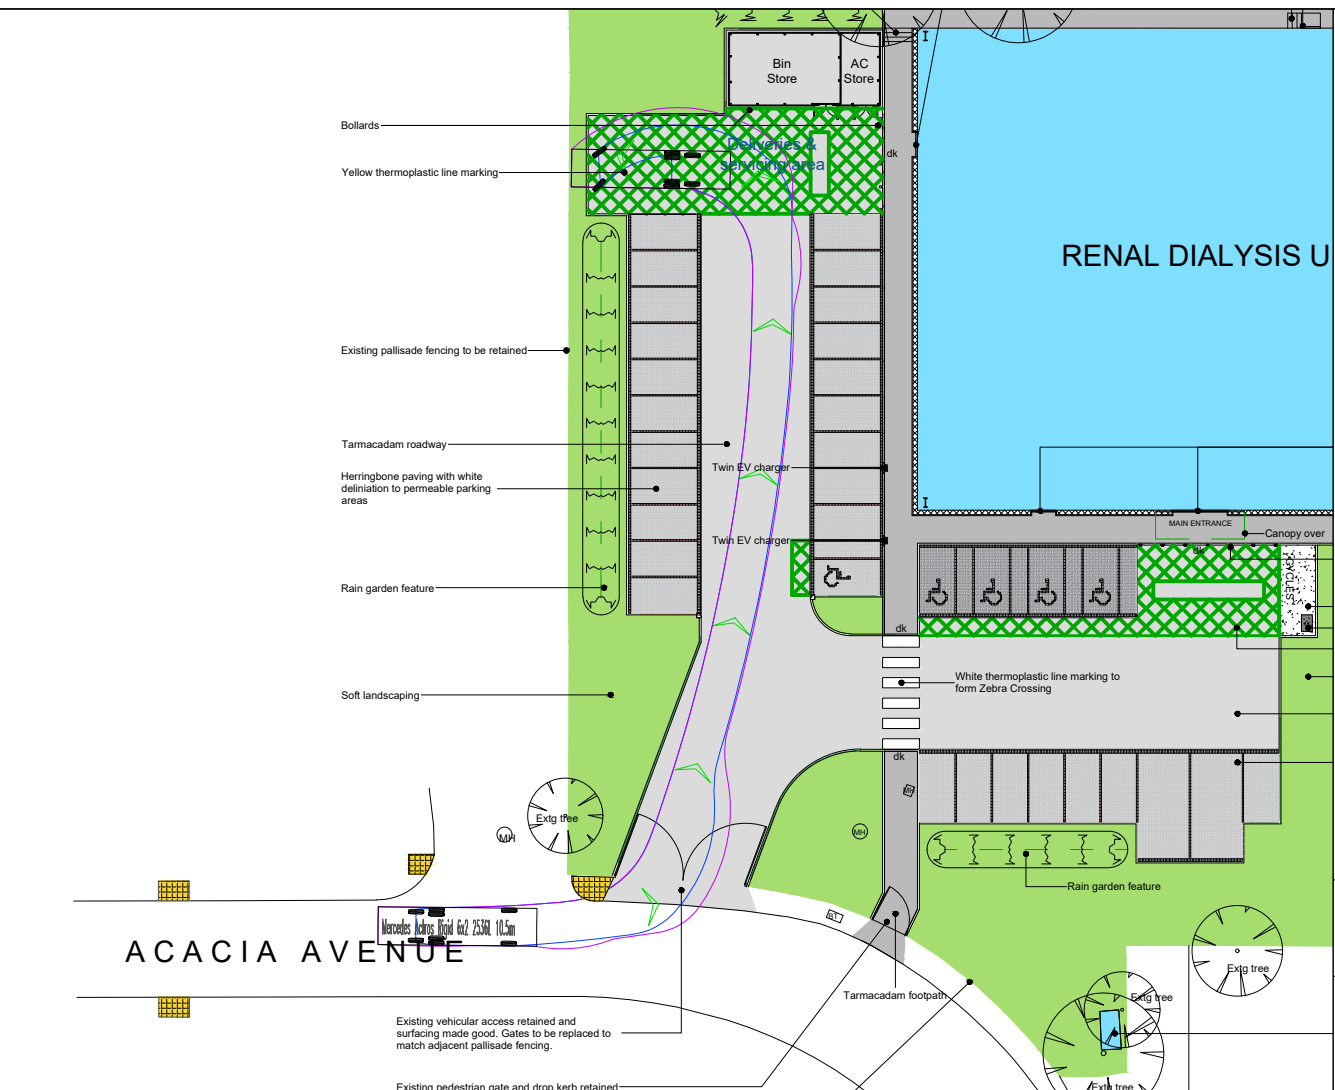 Bin
Store
AC
Store
Bollards
Deliveries &
servicing area
dk
Yellow thermoplastic line marking
RENAL DIALYSIS U
Existing pallisade fencing to be retained
Tarmacadam roadway
Twin EV charger
Herringbone paving with white
deliniation to permeable parking
areas
MAIN ENTRANCE
Canopy over
Twin EV charger
dk
CYCLES
Rain garden feature
dk
White thermoplastic line marking to
form Zebra Crossing
Soft landscaping
dk
MH
Extg tree
MH
MH
Rain garden feature
Mercedes Actros Rigid 6x2 2536L 10.5m
ACACIA AVENUE
Extg tree
Tarmacadam footpath
Extg tree
Existing vehicular access retained and
surfacing made good. Gates to be replaced to
match adjacent pallisade fencing.
Existing pedestrian gate and drop kerb retained
Extg tree